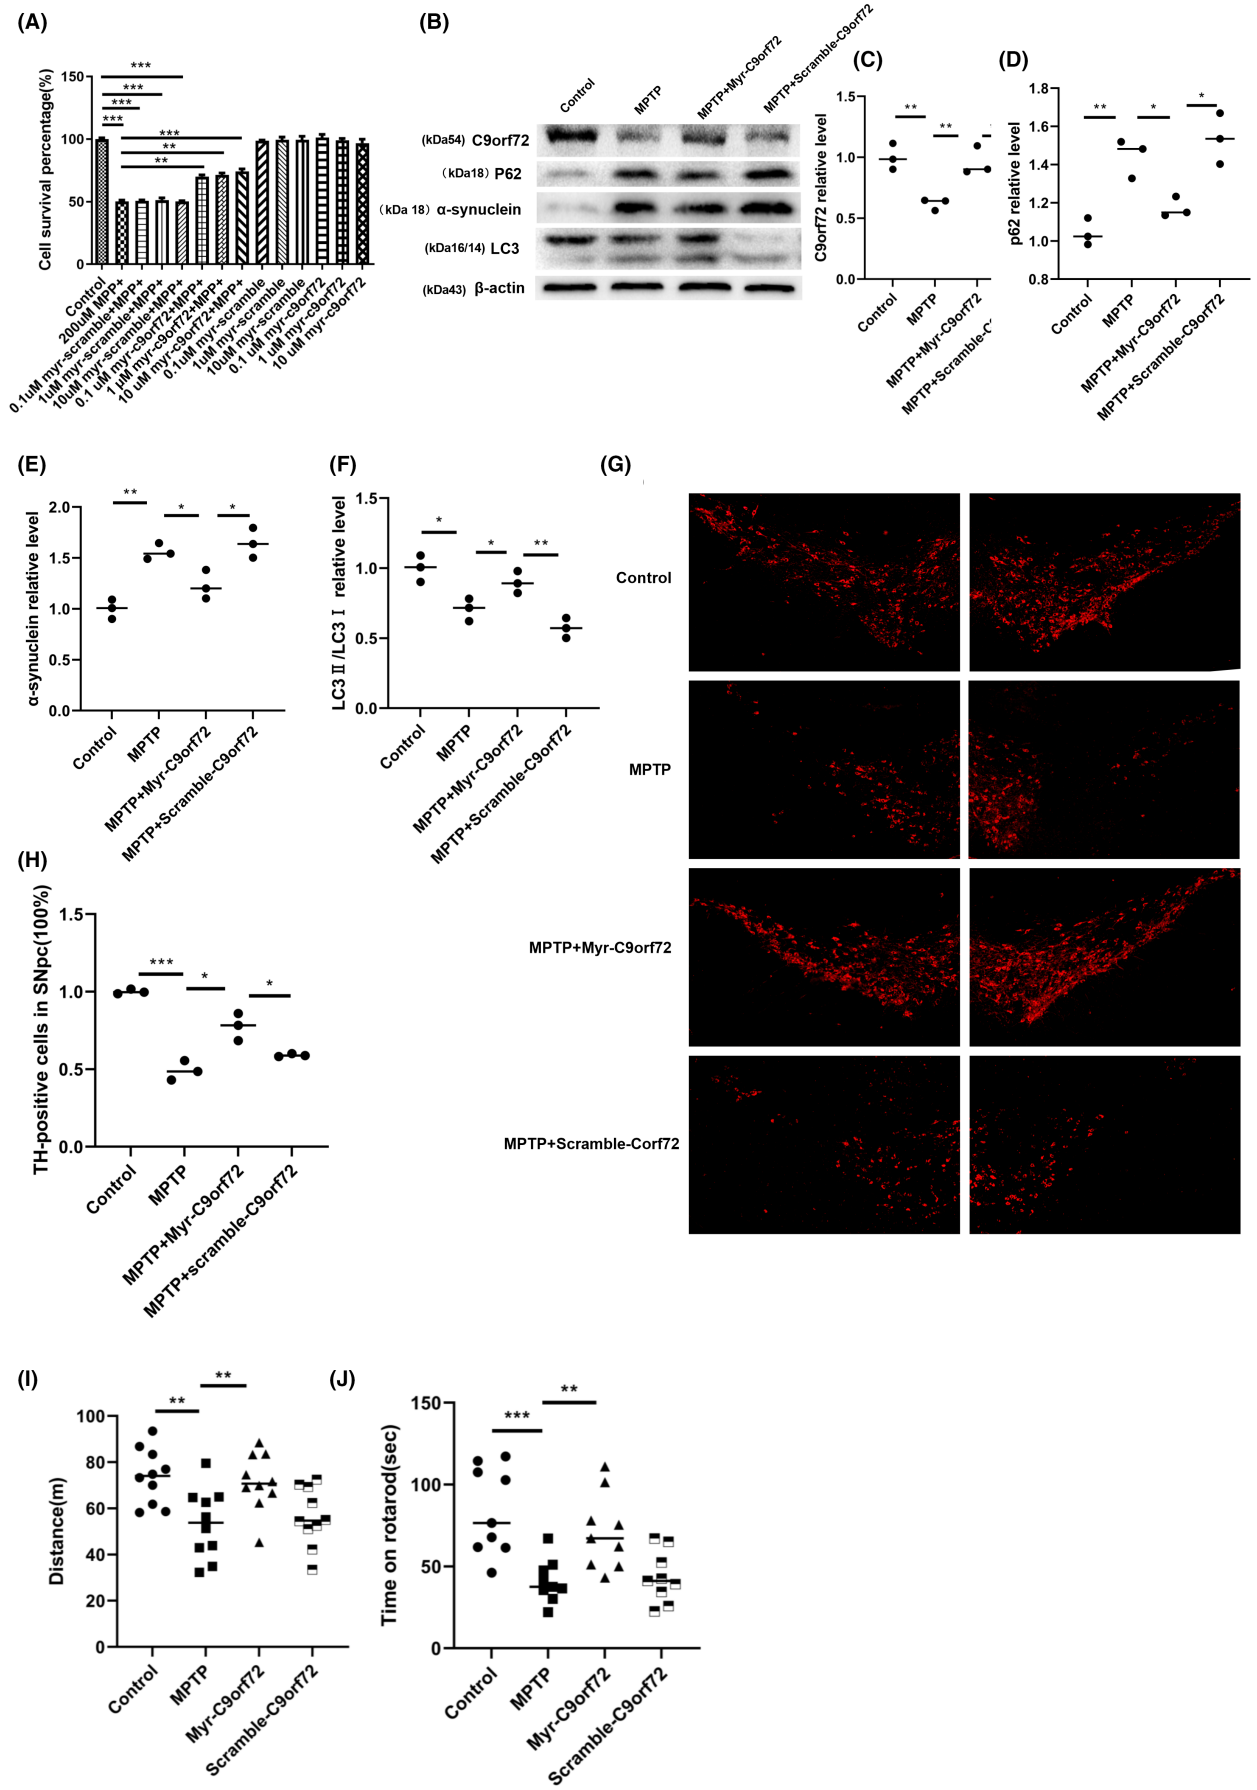 (A)
***
***
***
***
***
**
**
Cell survival percentage(%)
150
100
50
0
Control
200uM MPP+
0.1uM myr-scramble+MPP+
1uM myr-scramble+MPP+
10uM myr-scramble+MPP+
0.1 uM myr-c9orf72+MPP+
1 μM myr-c9orf72+MPP+
10 uM myr-c9orf72+MPP+
0.1uM myr-scramble
1uM myr-scramble
10uM myr-scramble
0.1 uM myr-c9orf72
1 uM myr-c9orf72
10 uM myr-c9orf72
(B)
Control
MPTP
MPTP+Myr-C9orf72
MPTP+Scramble-C9orf72
(kDa54) C9orf72
(kDa18) P62
(kDa 18) α-synuclein
(kDa16/14) LC3
(kDa43) β-actin
(C)
C9orf72 relative level
1.5
1.0
0.5
0.0
**
**
Control
MPTP
MPTP+Myr-C9orf72
MPTP+Scramble-C
(D)
p62 relative level
1.8
1.6
1.4
1.2
1.0
0.8
**
*
*
Control
MPTP
MPTP+Myr-C9orf72
MPTP+Scramble-C9orf72
(E)
α-synuclein relative level
2.0
1.5
1.0
0.5
0.0
**
*
*
Control
MPTP
MPTP+Myr-C9orf72
MPTP+Scramble-C9orf72
(F)
LC3Ⅱ/LC3Ⅰ relative level
1.5
1.0
0.5
0.0
*
*
**
Control
MPTP
MPTP+Myr-C9orf72
MPTP+Scramble-C9orf72
(G)
Control
MPTP
MPTP+Myr-C9orf72
MPTP+Scramble-Corf72
(H)
TH-positive cells in SNpc(100%)
1.5
1.0
0.5
0.0
***
*
*
Control
MPTP
MPTP+Myr-C9orf72
MPTP+scramble-C9orf72
(I)
Distance(m)
100
80
60
40
20
0
**
**
Control
MPTP
Myr-C9orf72
Scramble-C9orf72
(J)
Time on rotarod(sec)
150
100
50
0
***
**
Control
MPTP
Myr-C9orf72
Scramble-C9orf72